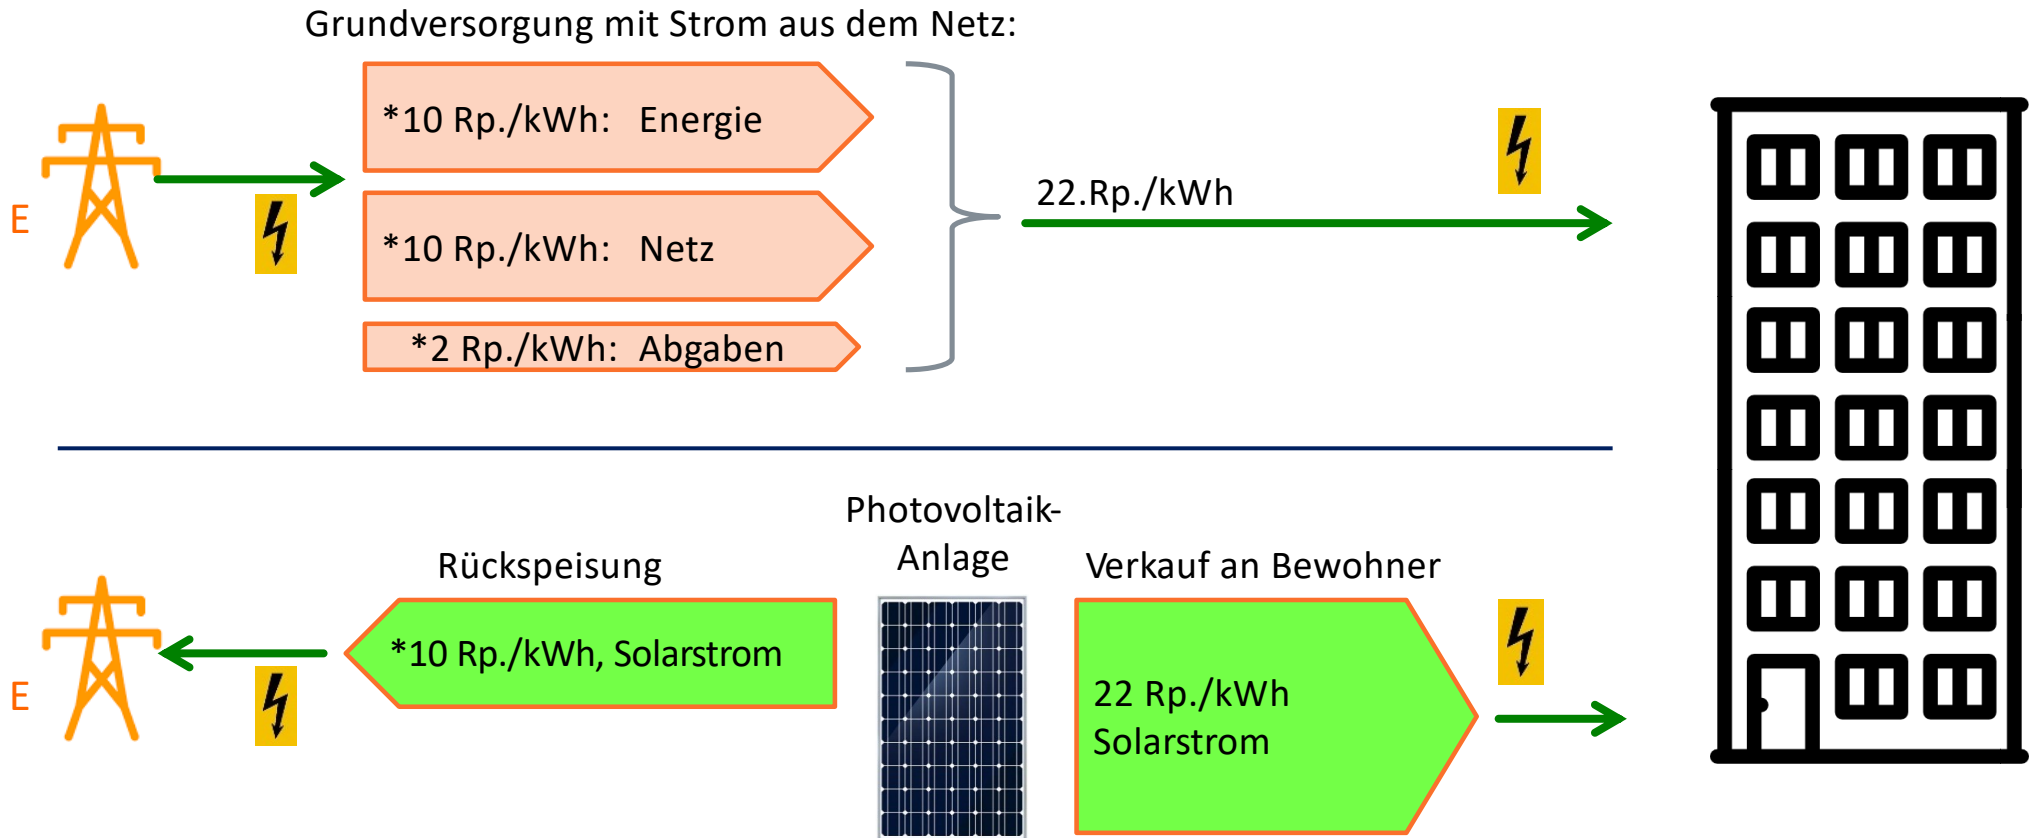 Grundversorgung mit Strom aus dem Netz:
*10 Rp./kWh: Energie
E
*10 Rp./kWh: Netz
*2 Rp./kWh: Abgaben
22.Rp./kWh
Photovoltaik-
Anlage
Rückspeisung
Verkauf an Bewohner
E
*10 Rp./kWh, Solarstrom
22 Rp./kWh
Solarstrom